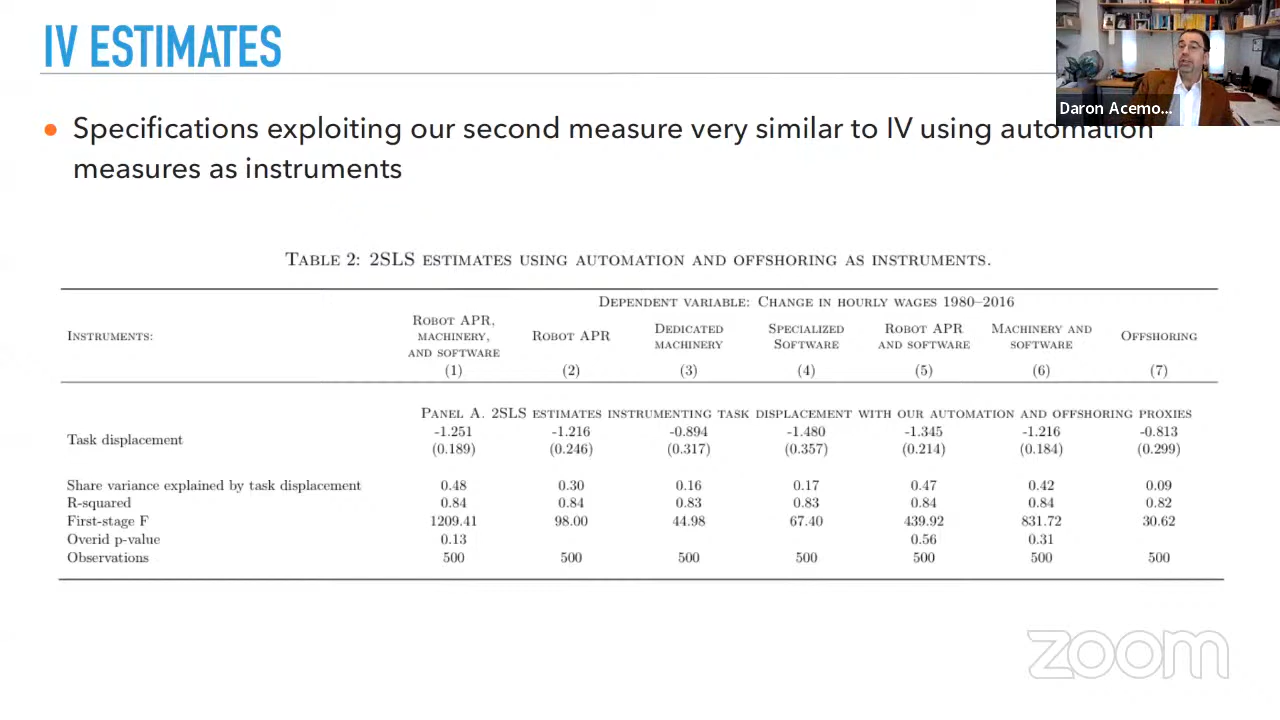 IV ESTIMATES
Daron Acemo...
Specifications exploiting our second measure very similar to IV using automation
measures as instruments
TABLE 2: 2SLS ESTIMATES USING AUTOMATION AND OFFSHORING AS INSTRUMENTS.
DEPENDENT VARIABLE: CHANGE IN HOURLY WAGES 1980–2016
INSTRUMENTS: ROBOT APR, MACHINERY, AND SOFTWARE ROBOT APR DEDICATED MACHINERY SPECIALIZED SOFTWARE ROBOT APR AND SOFTWARE MACHINERY AND SOFTWARE OFFSHORING
(1) (2) (3) (4) (5) (6) (7)
PANEL A. 2SLS ESTIMATES INSTRUMENTING TASK DISPLACEMENT WITH OUR AUTOMATION AND OFFSHORING PROXIES
Task displacement -1.251 -1.216 -0.894 -1.480 -1.345 -1.216 -0.813
(0.189) (0.246) (0.317) (0.357) (0.214) (0.184) (0.299)
Share variance explained by task displacement 0.48 0.30 0.16 0.17 0.47 0.42 0.09
R-squared 0.84 0.84 0.83 0.83 0.84 0.84 0.82
First-stage F 1209.41 98.00 44.98 67.40 439.92 831.72 30.62
Overid p-value 0.13 0.56 0.31
Observations 500 500 500 500 500 500 500
zoom